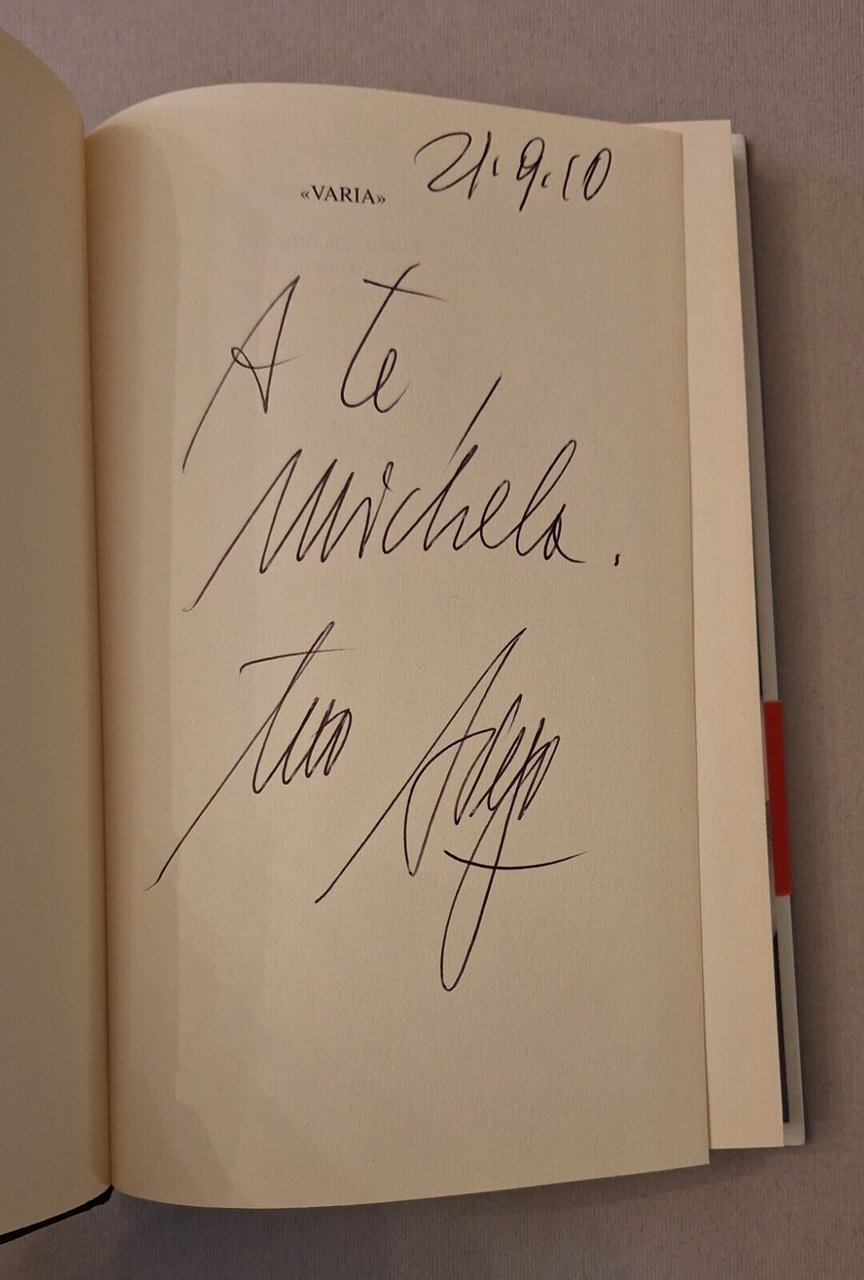 «VARIA» 21.9.10
A te
Michela.
tuo